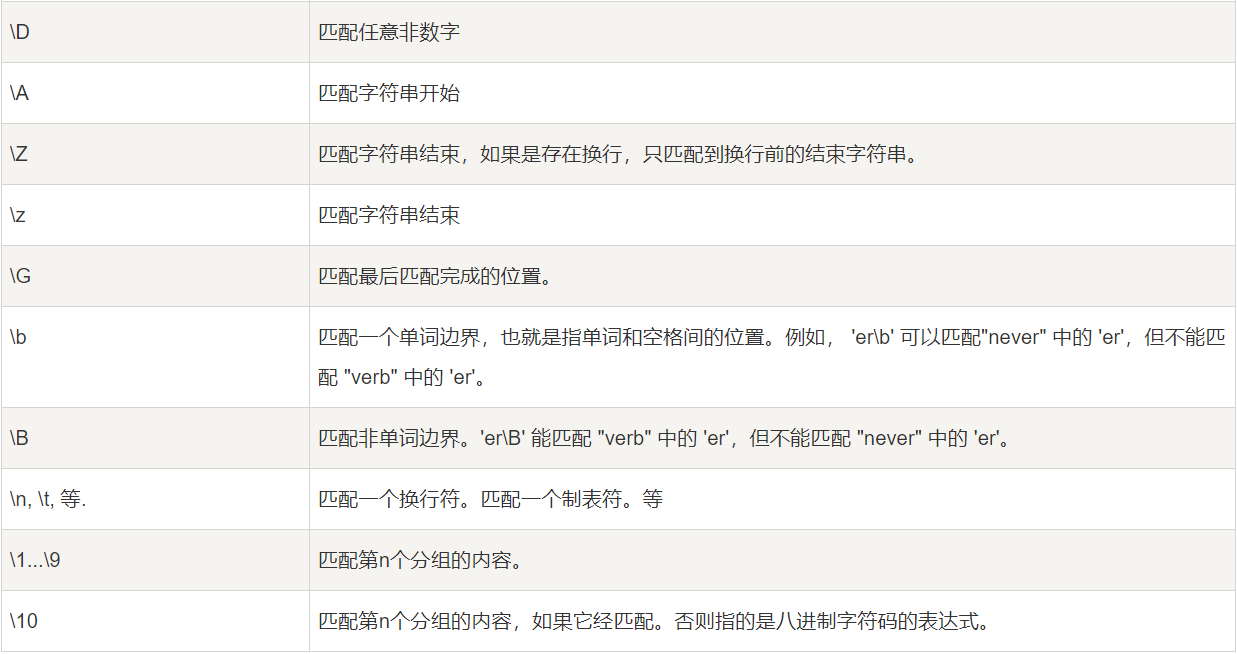 \D 匹配任意非数字
\A 匹配字符串开始
\Z 匹配字符串结束，如果是存在换行，只匹配到换行前的结束字符串。
\z 匹配字符串结束
\G 匹配最后匹配完成的位置。
\b 匹配一个单词边界，也就是指单词和空格间的位置。例如， 'er\b' 可以匹配"never" 中的 'er'，但不能匹
配 "verb" 中的 'er'。
\B 匹配非单词边界。'er\B' 能匹配 "verb" 中的 'er'，但不能匹配 "never" 中的 'er'。
\n, \t, 等. 匹配一个换行符。匹配一个制表符。等
\1...\9 匹配第n个分组的内容。
\10 匹配第n个分组的内容，如果它经匹配。否则指的是八进制字符码的表达式。